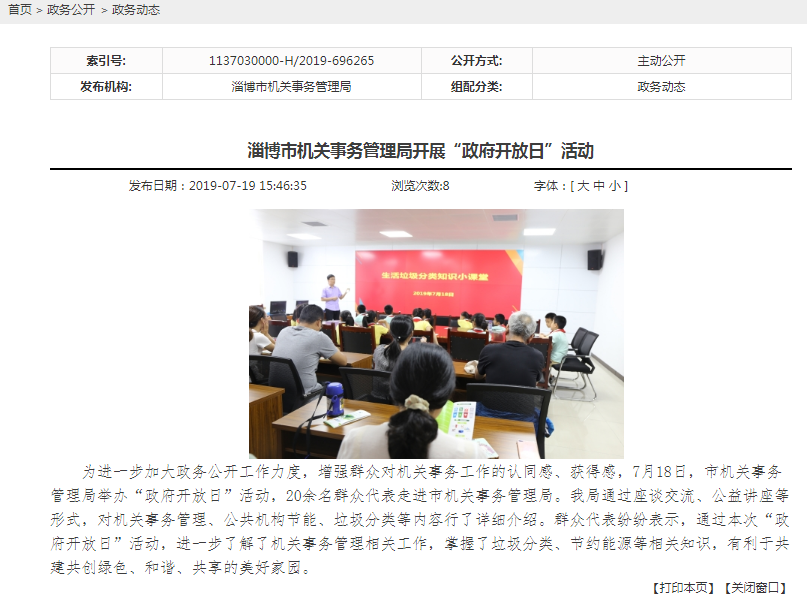 首页 > 政务公开 > 政务动态
索引号: 1137030000-H/2019-696265 公开方式: 主动公开
发布机构: 淄博市机关事务管理局 组配分类: 政务动态
淄博市机关事务管理局开展“政府开放日”活动
发布日期：2019-07-19 15:46:35 浏览次数:8 字体：[ 大 中 小 ]
生活垃圾分类知识小课堂
2019年7月18日
为进一步加大政务公开工作力度，增强群众对机关事务工作的认同感、获得感，7月18日，市机关事务
管理局举办“政府开放日”活动，20余名群众代表走进市机关事务管理局。我局通过座谈交流、公益讲座等
形式，对机关事务管理、公共机构节能、垃圾分类等内容行了详细介绍。群众代表纷纷表示，通过本次“政
府开放日”活动，进一步了解了机关事务管理相关工作，掌握了垃圾分类、节约能源等相关知识，有利于共
建共创绿色、和谐、共享的美好家园。
【打印本页】 【关闭窗口】